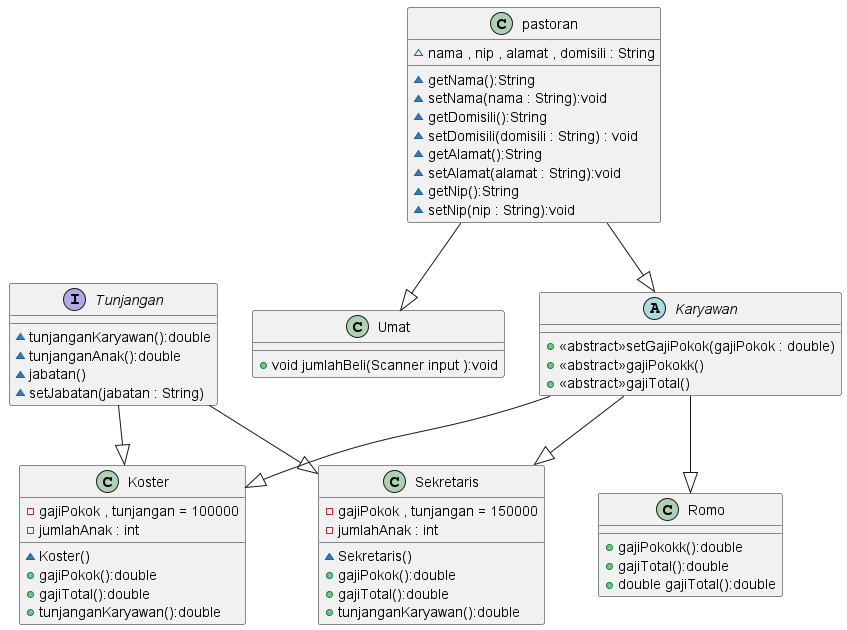 C pastoran
nama , nip , alamat , domisili : String
getNama():String
setNama(nama : String):void
getDomisili():String
setDomisili(domisili : String) : void
getAlamat():String
setAlamat(alamat : String):void
getNip():String
setNip(nip : String):void
I Tunjangan
tunjanganKaryawan():double
tunjanganAnak():double
jabatan()
setJabatan(jabatan : String)
C Umat
void jumlahBeli(Scanner input ):void
A Karyawan
«abstract»setGajiPokok(gajiPokok : double)
«abstract»gajiPokokk()
«abstract»gajiTotal()
C Koster
gajiPokok , tunjangan = 100000
jumlahAnak : int
Koster()
gajiPokok():double
gajiTotal():double
tunjanganKaryawan():double
C Sekretaris
gajiPokok , tunjangan = 150000
jumlahAnak : int
Sekretaris()
gajiPokok():double
gajiTotal():double
tunjanganKaryawan():double
C Romo
gajiPokokk():double
gajiTotal():double
double gajiTotal():double